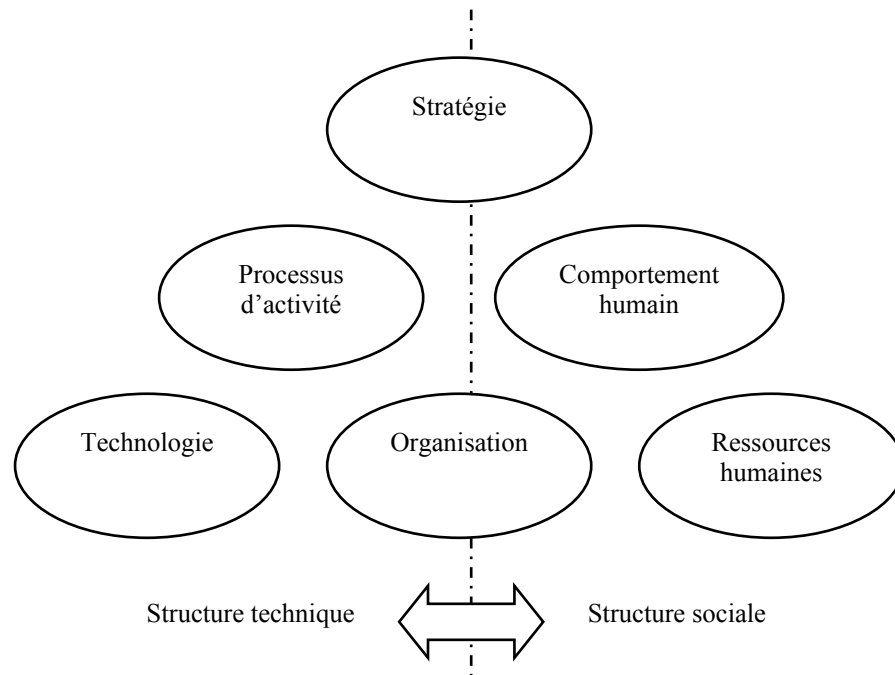 Stratégie
Processus
d’activité
Comportement
humain
Technologie
Organisation
Ressources
humaines
Structure technique
Structure sociale